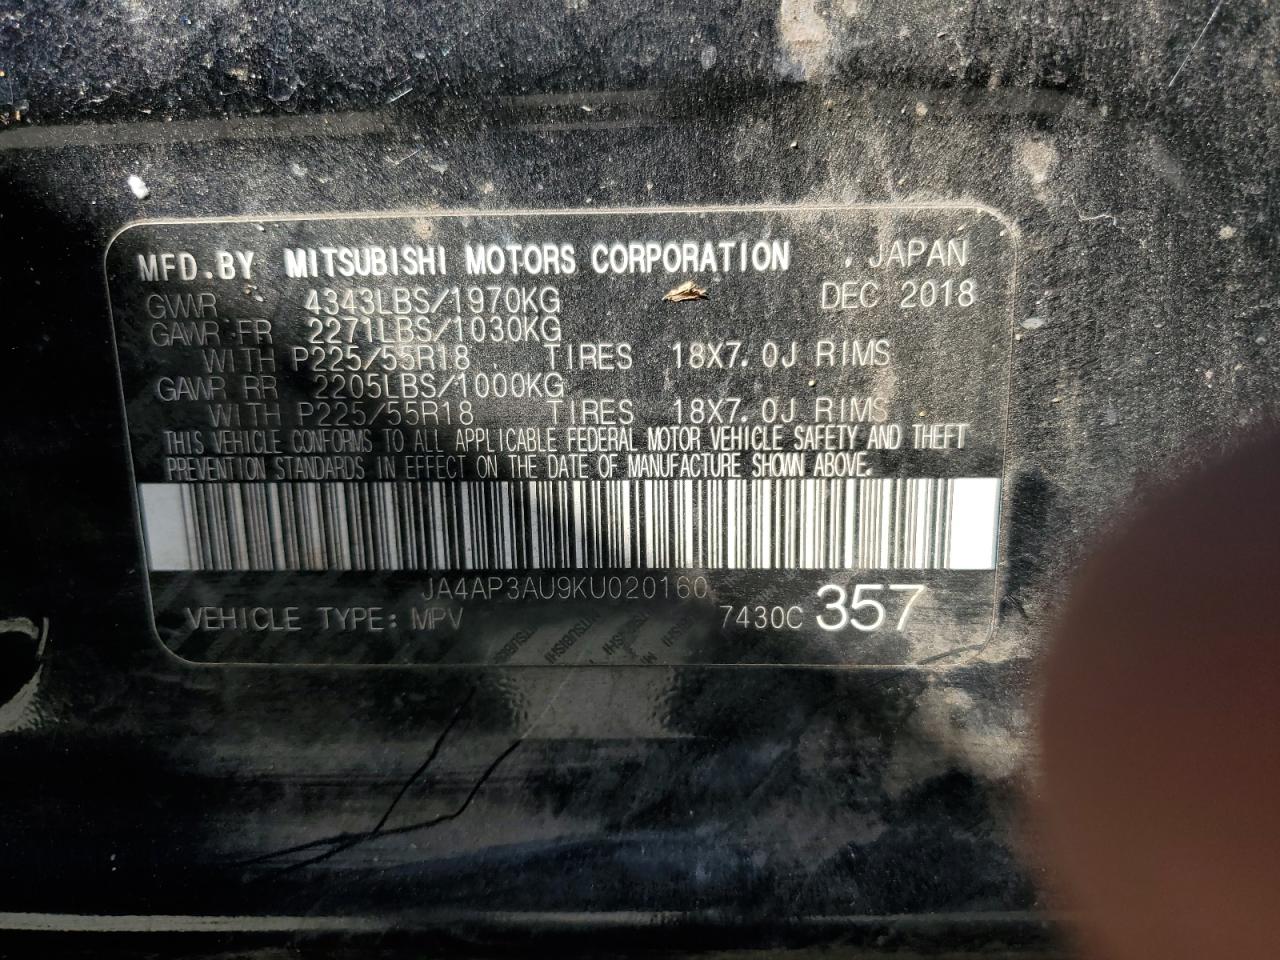 MFD.BY MITSUBISHI MOTORS CORPORATION , JAPAN
GVWR 4343LBS/1970KG DEC 2018
GAWR FR 2271LBS/1030KG
WITH P225/55R18 TIRES 18X7.0J RIMS
GAWR RR 2205LBS/1000KG
WITH P225/55R18 TIRES 18X7.0J RIMS
THIS VEHICLE CONFORMS TO ALL APPLICABLE FEDERAL MOTOR VEHICLE SAFETY AND THEFT
PREVENTION STANDARDS IN EFFECT ON THE DATE OF MANUFACTURE SHOWN ABOVE.
JA4AP3AU9KU020160
VEHICLE TYPE: MPV 7430C 357